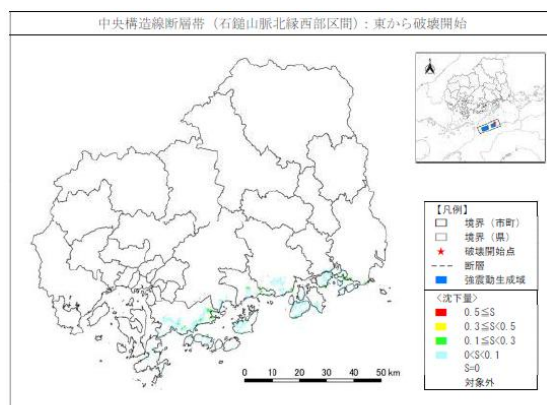 中央構造線断層帯（石鎚山脈北縁西部区間）：東から破壊開始
【凡例】
境界（市町）
境界（県）
破壊開始点
断層
強震動生成域
<沈下量>
0.5≦S
0.3≦S<0.5
0.1≦S<0.3
0<S<0.1
S=0
対象外
0 10 20 30 40 50
km